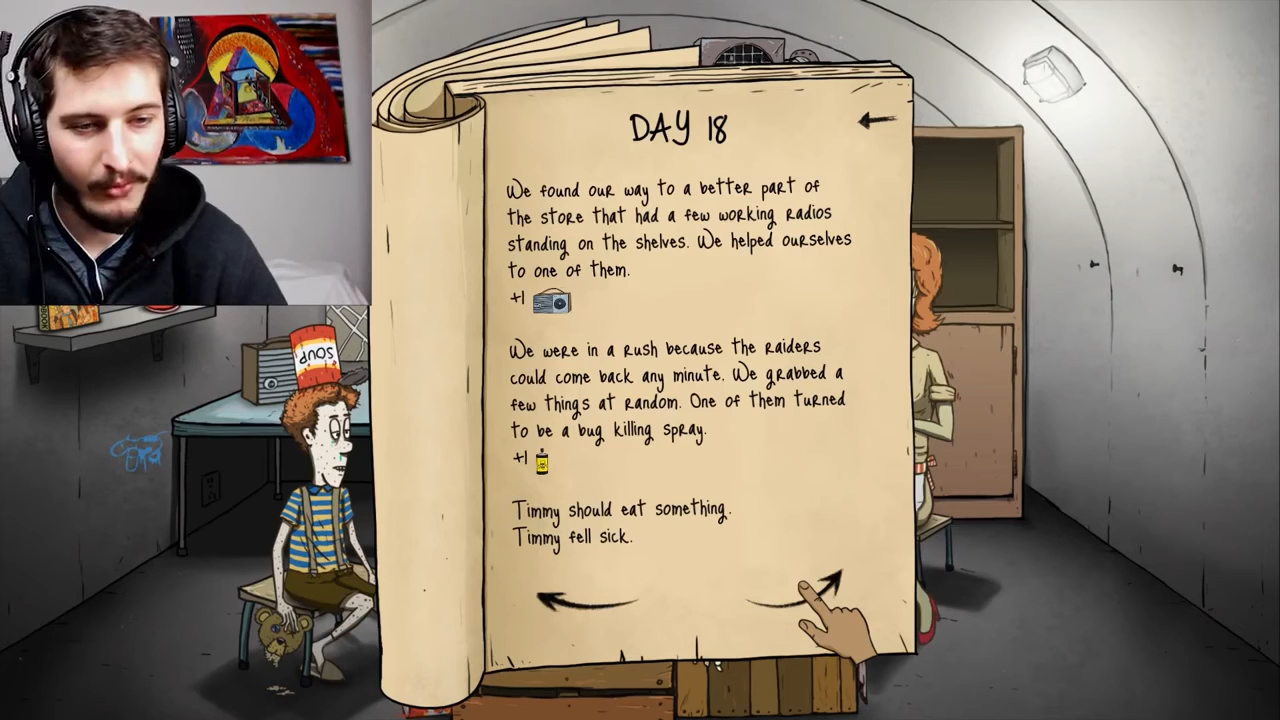 DAY 18
We found our way to a better part of
the store that had a few working radios
standing on the shelves. We helped ourselves
to one of them.
+1
We were in a rush because the raiders
could come back any minute. We grabbed a
few things at random. One of them turned
to be a bug killing spray.
+1
Timmy should eat something.
Timmy fell sick.
SOUP